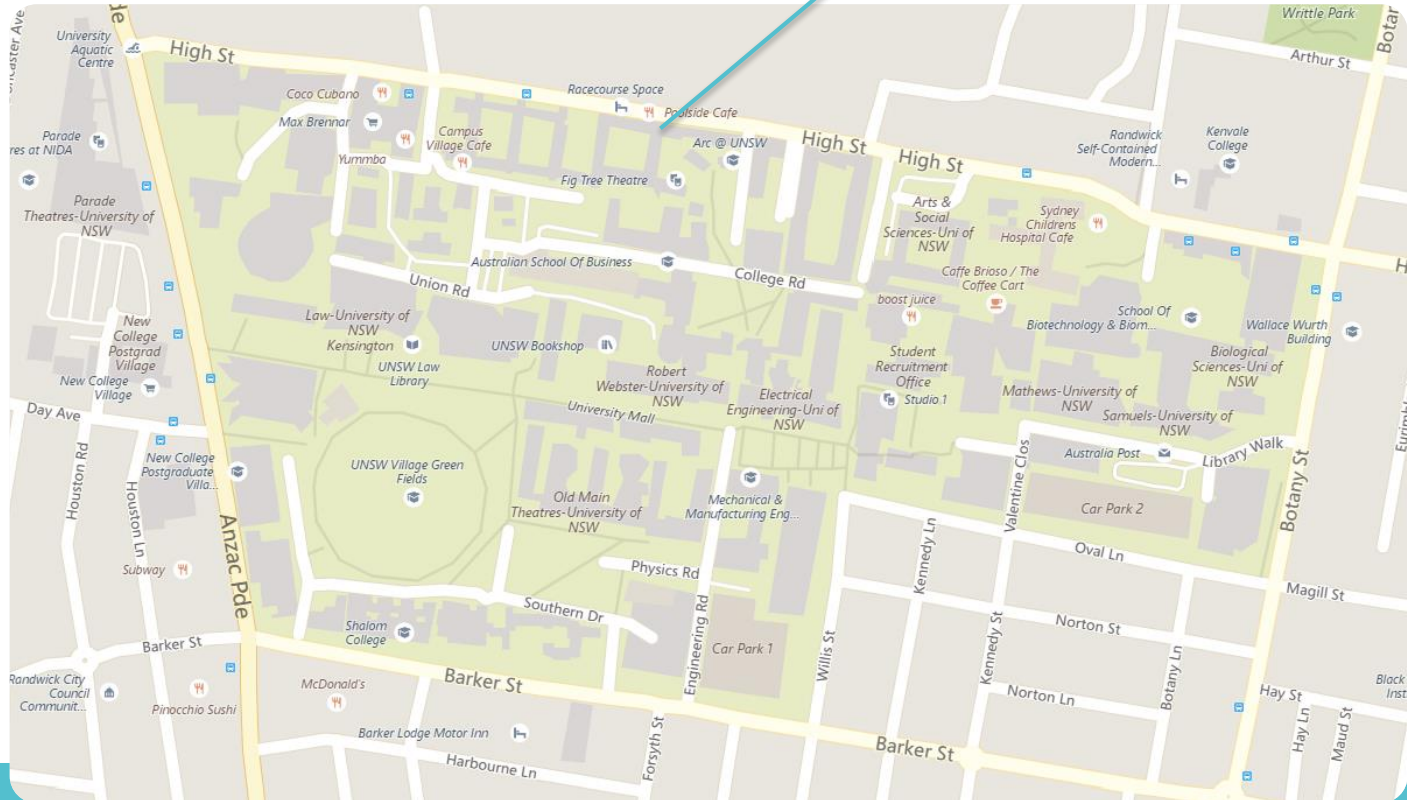 Writtle Park
University
Aquatic
Centre
High St
Arthur St
Coco Cubano
Racecourse Space
Poolside Cafe
Max Brennar
Parade
res at NIDA
Campus
Village Cafe
Yummba
Arc @ UNSW
High St
High St
Randwick
Self-Contained
Modern...
Kenvale
College
Fig Tree Theatre
Parade
Theatres-University of
NSW
Arts &
Social
Sciences-Uni of
NSW
Sydney
Childrens
Hospital Cafe
Australian School Of Business
College Rd
Caffe Brioso / The
Coffee Cart
Union Rd
boost juice
Law-University of
NSW
Kensington
UNSW Law
Library
UNSW Bookshop
School Of
Biotechnology & Biom...
Wallace Wurth
Building
New
College
Postgrad
Village
New College
Village
Robert
Webster-University of
NSW
Electrical
Engineering-Uni of
NSW
Student
Recruitment
Office
Studio 1
Biological
Sciences-Uni of
NSW
Mathews-University of
NSW
Samuels-University of
NSW
Day Ave
University Mall
Library Walk
Australia Post
Valentine Clos
Botany St
Houston Rd
Houston Ln
New College
Postgraduate
Villa...
UNSW Village Green
Fields
Old Main
Theatres-University of
NSW
Mechanical &
Manufacturing Eng...
Car Park 2
Anzac Pde
Oval Ln
Kennedy Ln
Subway
Physics Rd
Magill St
Southern Dr
Engineering Rd
Shalom
College
Norton St
Barker St
Car Park 1
Willis St
Kennedy St
Botany Ln
Randwick City
Council
Communit...
Pinocchio Sushi
McDonald's
Barker St
Norton Ln
Hay St
Hay Ln
Maud St
Black
Inst
Barker Lodge Motor Inn
Forsyth St
Barker St
Harbourne Ln